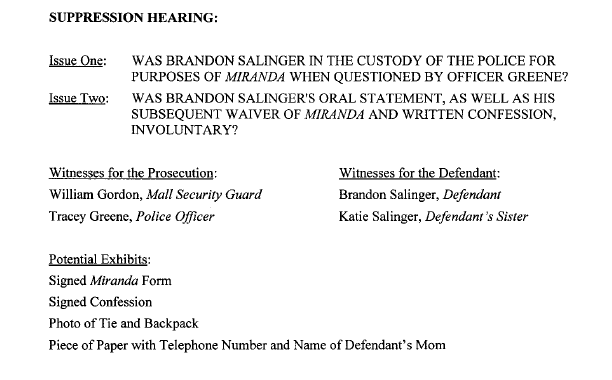 SUPPRESSION HEARING:
Issue One: WAS BRANDON SALINGER IN THE CUSTODY OF THE POLICE FOR
PURPOSES OF MIRANDA WHEN QUESTIONED BY OFFICER GREENE?
Issue Two: WAS BRANDON SALINGER'S ORAL STATEMENT, AS WELL AS HIS
SUBSEQUENT WAIVER OF MIRANDA AND WRITTEN CONFESSION,
INVOLUNTARY?
Witnesses for the Prosecution:
William Gordon, Mall Security Guard
Tracey Greene, Police Officer
Witnesses for the Defendant:
Brandon Salinger, Defendant
Katie Salinger, Defendant's Sister
Potential Exhibits:
Signed Miranda Form
Signed Confession
Photo of Tie and Backpack
Piece of Paper with Telephone Number and Name of Defendant's Mom